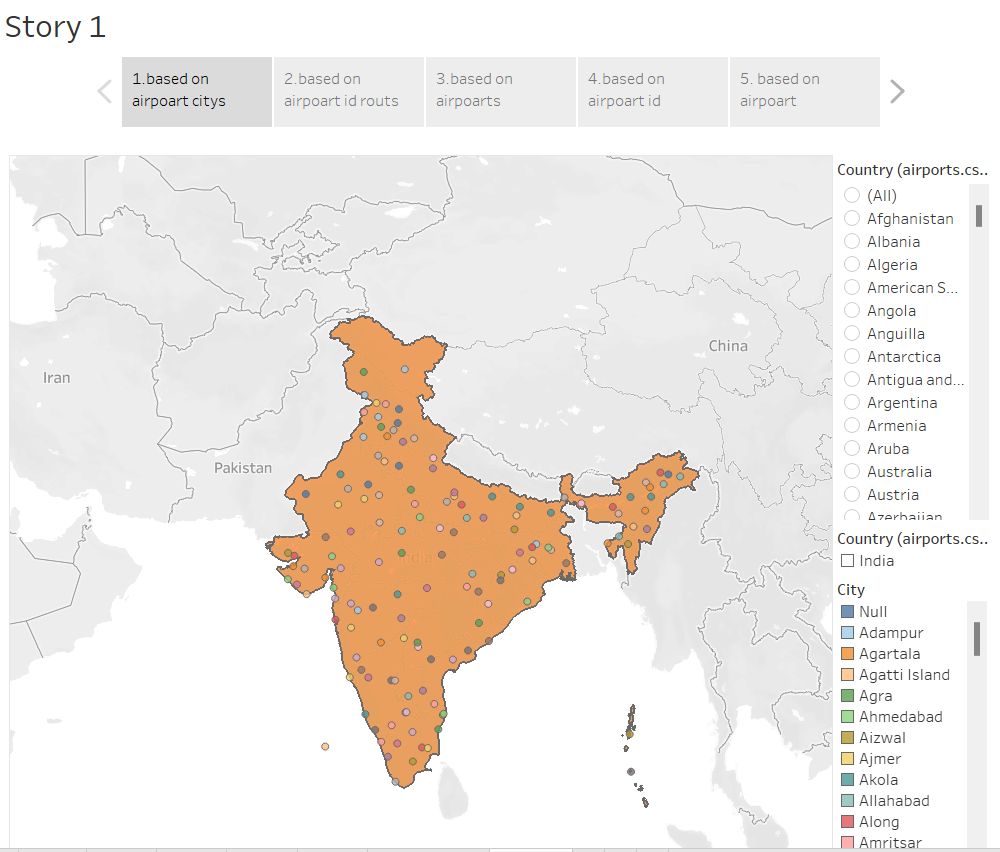 Story 1
1.based on
airpoart citys
2.based on
airpoart id routs
3.based on
airpoarts
4.based on
airpoart id
5. based on
airpoart
Iran
Pakistan
China
Country (airports.cs..
(All)
Afghanistan
Albania
Algeria
American S...
Angola
Anguilla
Antarctica
Antigua and...
Argentina
Armenia
Aruba
Australia
Austria
Azerbaijan
Country (airports.cs..
India
City
Null
Adampur
Agartala
Agatti Island
Agra
Ahmedabad
Aizwal
Ajmer
Akola
Allahabad
Along
Amritsar